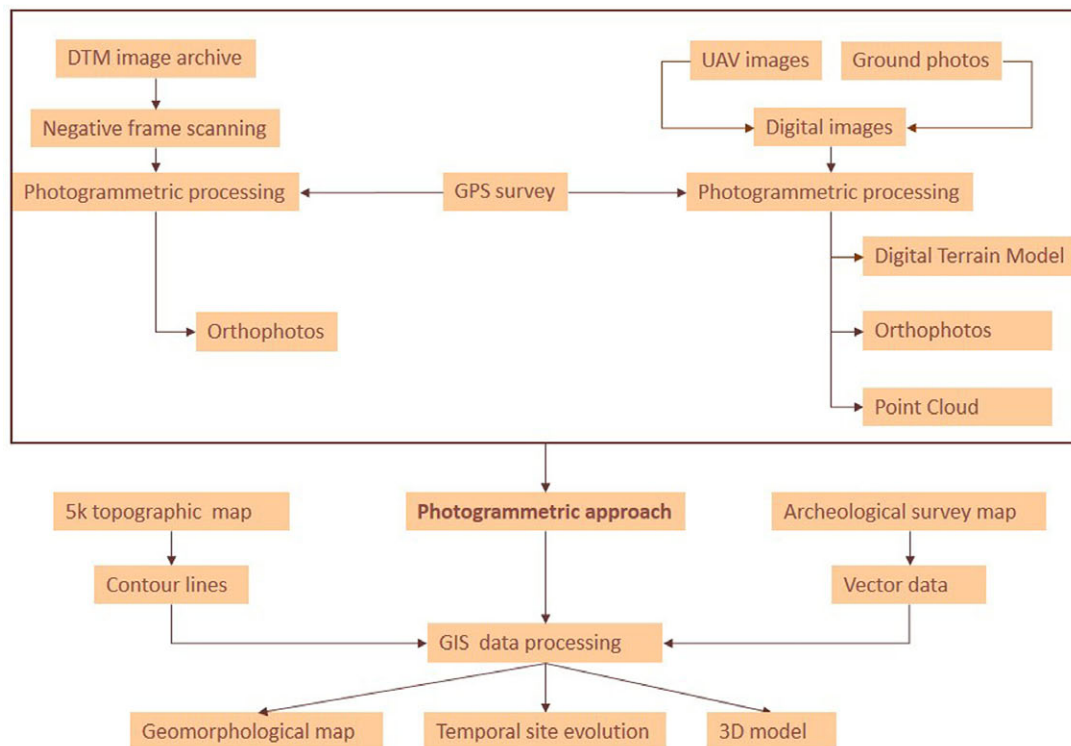 DTM image archive
UAV images
Ground photos
Negative frame scanning
Digital images
Photogrammetric processing
GPS survey
Photogrammetric processing
Digital Terrain Model
Orthophotos
Orthophotos
Point Cloud
5k topographic map
Photogrammetric approach
Archeological survey map
Contour lines
Vector data
GIS data processing
Geomorphological map
Temporal site evolution
3D model